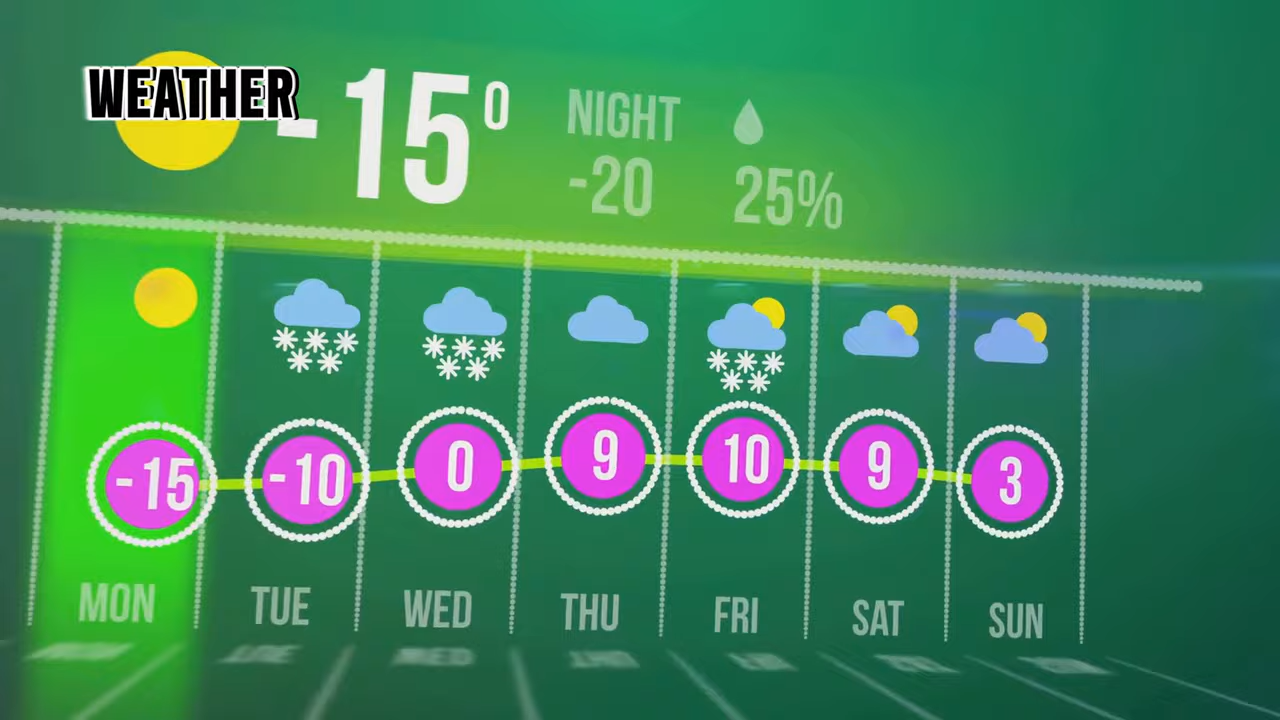 WEATHER
-15°
NIGHT
-20
25%
-15 -10 0 9 10 9 3
MON TUE WED THU FRI SAT SUN